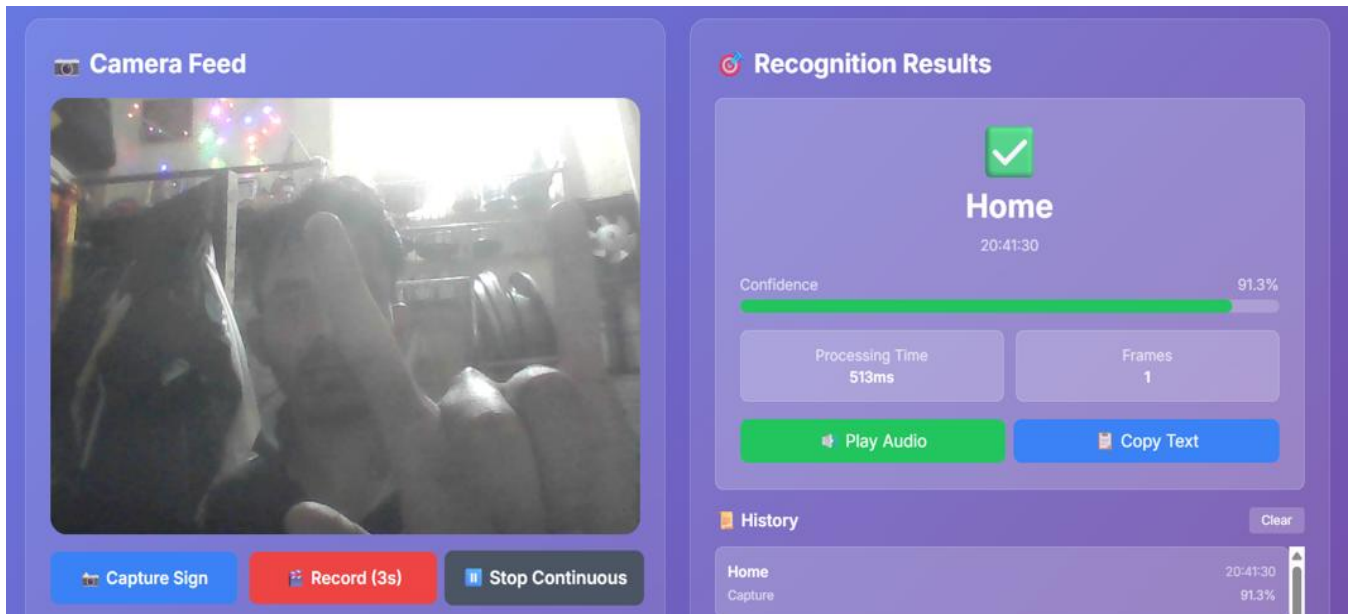 Camera Feed
Capture Sign
Record (3s)
Stop Continuous
Recognition Results
Home
20:41:30
Confidence 91.3%
Processing Time
513ms
Frames
1
Play Audio
Copy Text
History
Clear
Home 20:41:30
Capture 91.3%